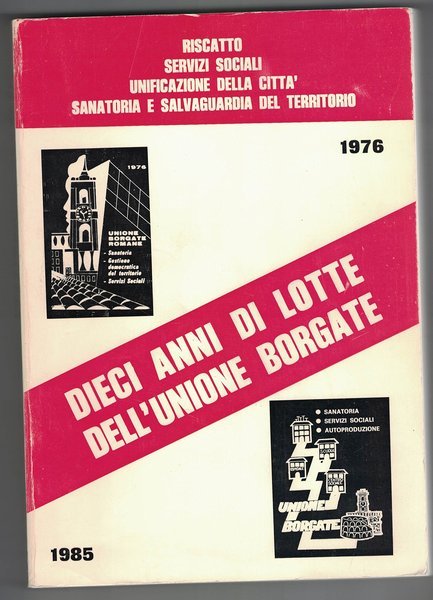 RISCATTO
SERVIZI SOCIALI
UNIFICAZIONE DELLA CITTA'
SANATORIA E SALVAGUARDIA DEL TERRITORIO
1976
1976
UNIONE
BORGATE
ROMANE
- Sanatoria
- Gestione
democratica
del territorio
- Servizi Sociali
DIECI ANNI DI LOTTE
DELL'UNIONE BORGATE
● SANATORIA
● SERVIZI SOCIALI
● AUTOPRODUZIONE
UNIONE
BORGATE
1985